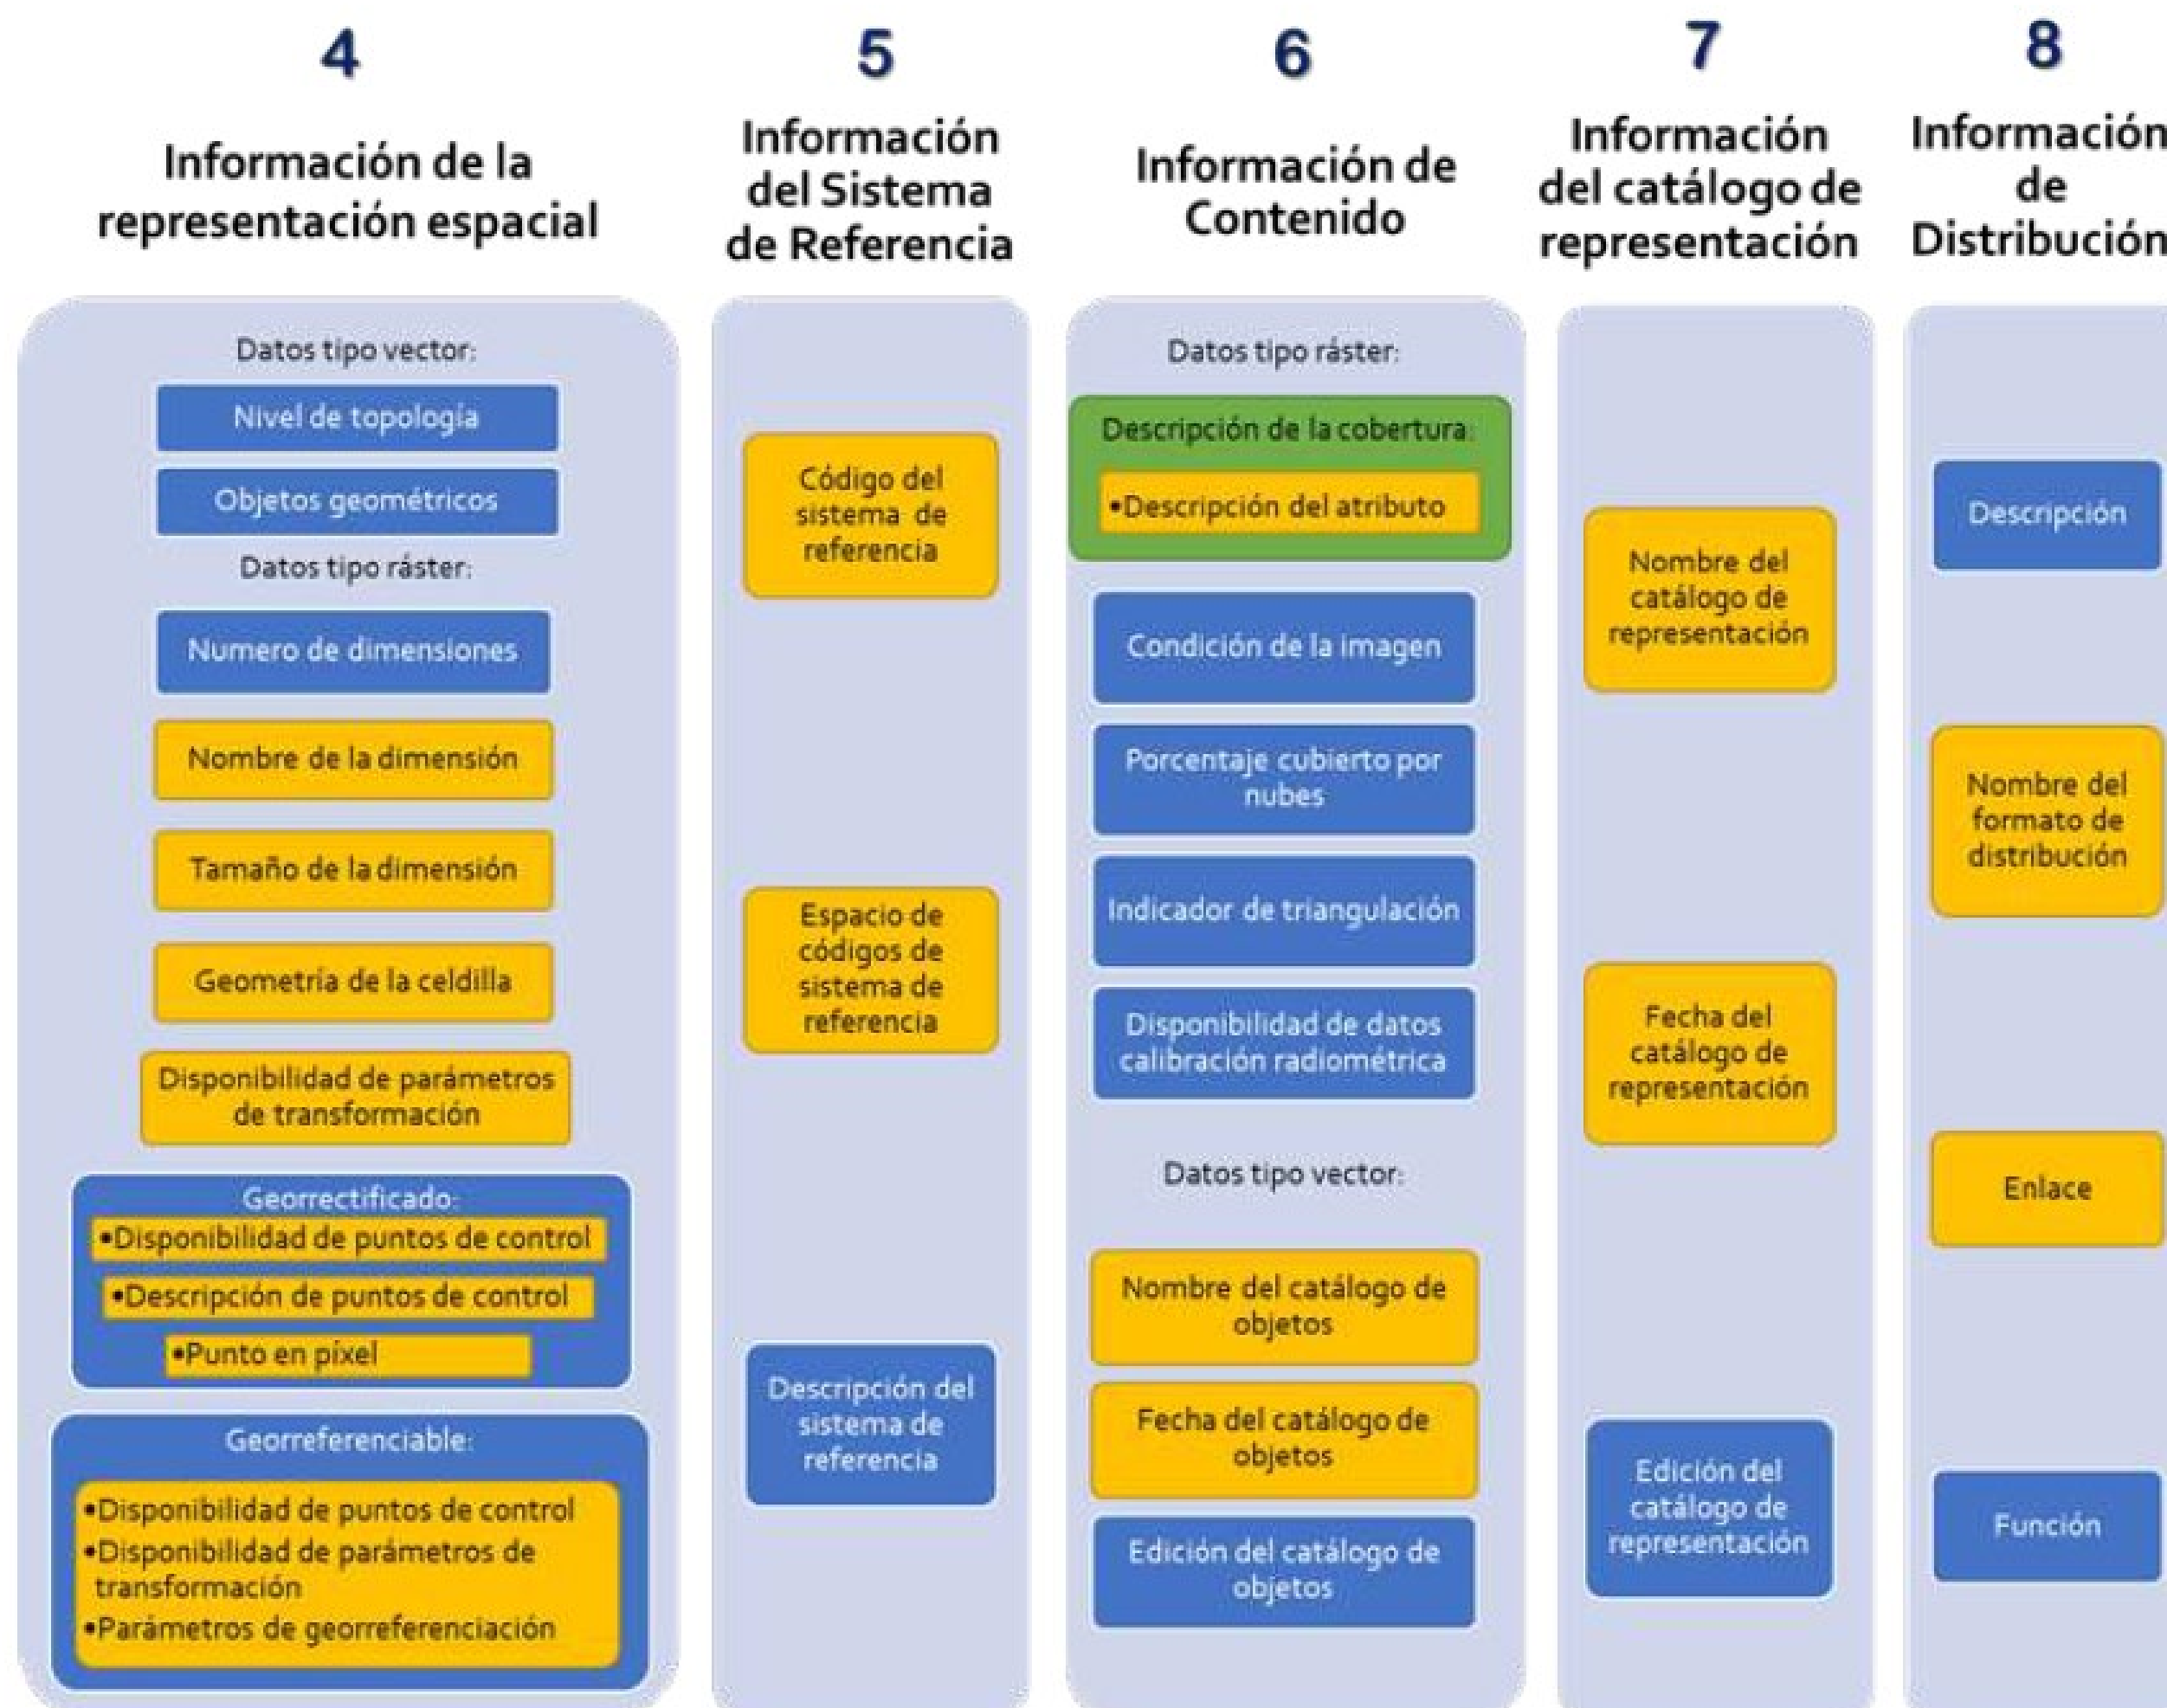 4
Información de la
representación espacial
Datos tipo vector:
Nivel de topología
Objetos geométricos
Datos tipo ráster:
Numero de dimensiones
Nombre de la dimensión
Tamaño de la dimensión
Geometría de la celdilla
Disponibilidad de parámetros
de transformación
Georrectificado:
•Disponibilidad de puntos de control
•Descripción de puntos de control
•Punto en píxel
Georreferenciable:
•Disponibilidad de puntos de control
•Disponibilidad de parámetros de
transformación
•Parámetros de georreferenciación
5
Información
del Sistema
de Referencia
Código del
sistema de
referencia
Espacio de
códigos de
sistema de
referencia
Descripción del
sistema de
referencia
6
Información de
Contenido
Datos tipo ráster:
Descripción de la cobertura:
•Descripción del atributo
Condición de la imagen
Porcentaje cubierto por
nubes
Indicador de triangulación
Disponibilidad de datos
calibración radiométrica
Datos tipo vector:
Nombre del catálogo de
objetos
Fecha del catálogo de
objetos
Edición del catálogo de
objetos
7
Información
del catálogo de
representación
Nombre del
catálogo de
representación
Fecha del
catálogo de
representación
Edición del
catálogo de
representación
8
Información
de
Distribución
Descripción
Nombre del
formato de
distribución
Enlace
Función